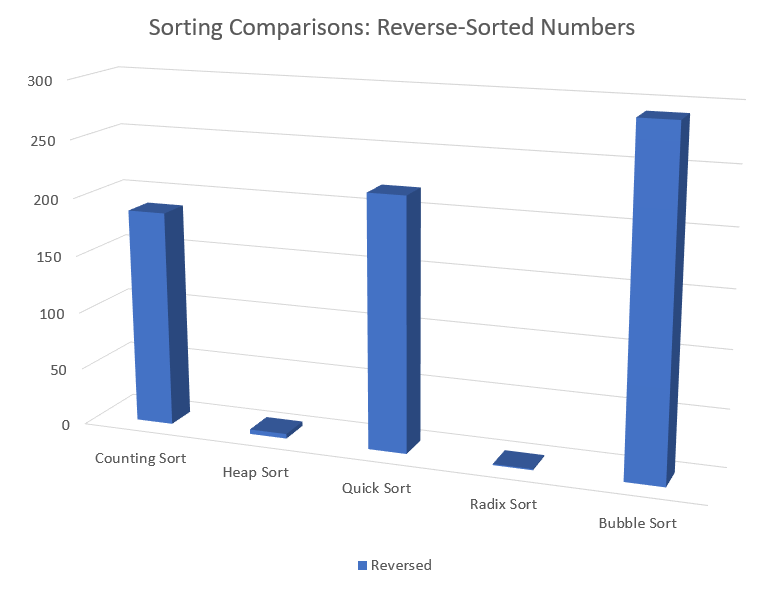 Sorting Comparisons: Reverse-Sorted Numbers
300
250
200
150
100
50
0
Counting Sort
Heap Sort
Quick Sort
Radix Sort
Bubble Sort
Reversed